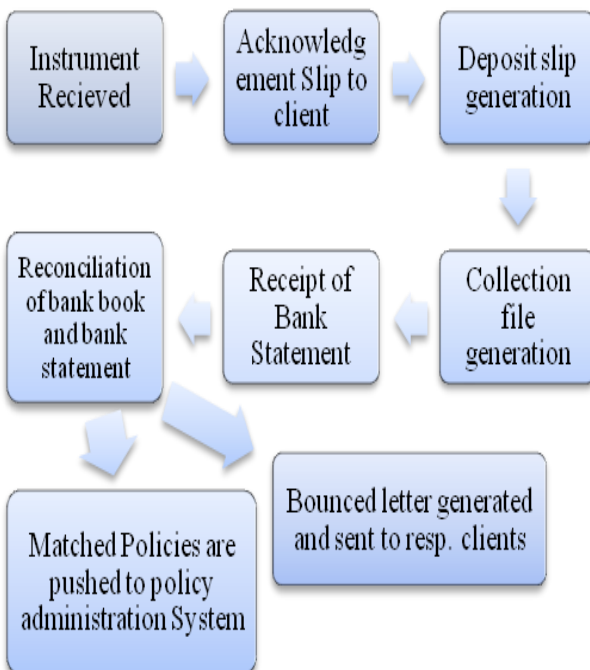 Instrument
Recieved
Acknowledg
ement Slip to
client
Deposit slip
generation
Collection
file
generation
Receipt of
Bank
Statement
Reconciliation
of bank book
and bank
statement
Matched Policies are
pushed to policy
administration System
Bounced letter generated
and sent to resp. clients